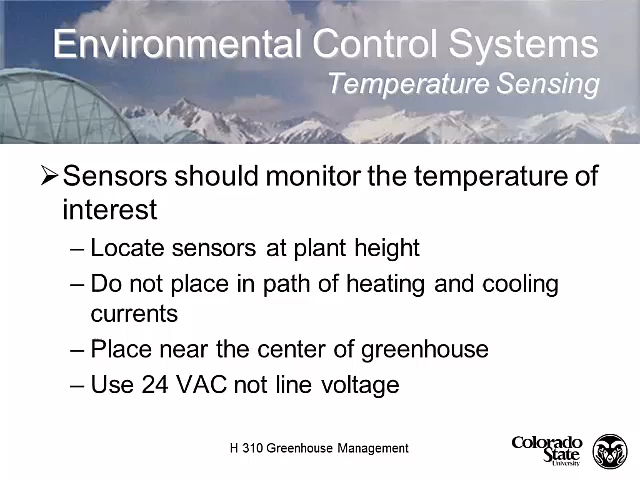 Environmental Control Systems
Temperature Sensing
➢Sensors should monitor the temperature of
interest
– Locate sensors at plant height
– Do not place in path of heating and cooling
currents
– Place near the center of greenhouse
– Use 24 VAC not line voltage
H 310 Greenhouse Management
Colorado
State
University